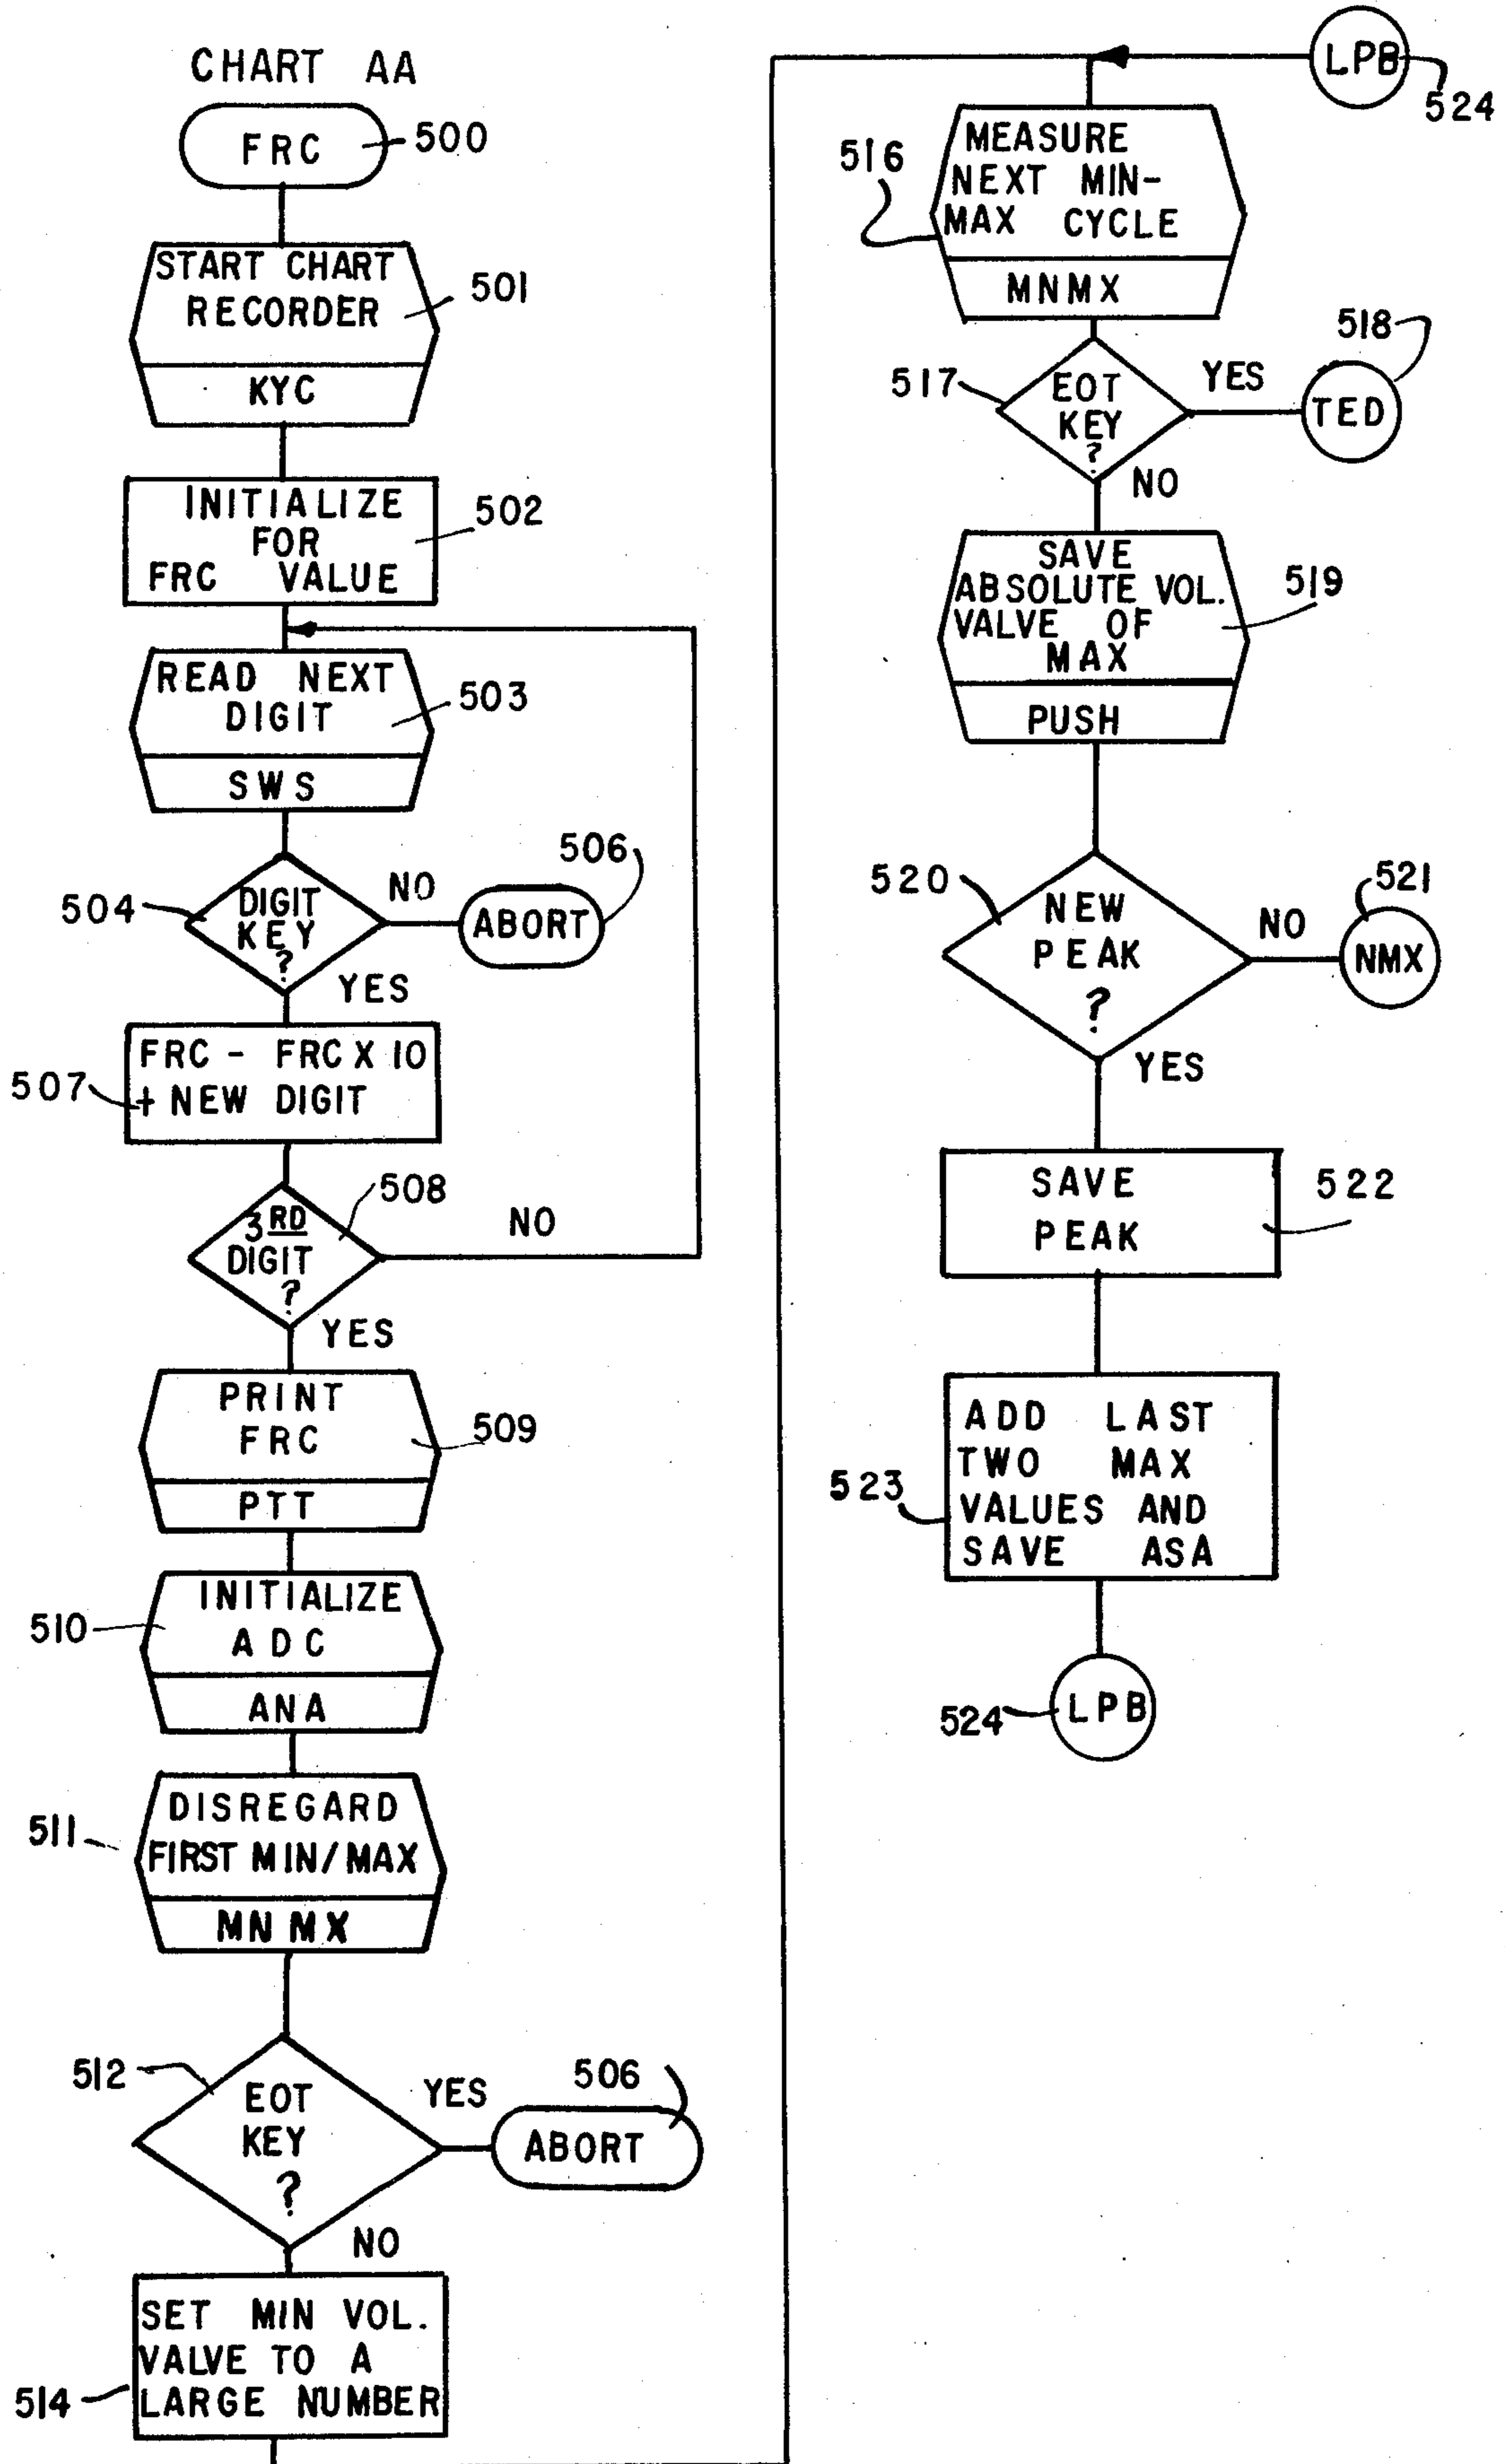 CHART AA
FRC
500
START CHART
RECORDER
501
KYC
INITIALIZE
FOR
FRC VALUE
502
READ NEXT
DIGIT
503
SWS
504
DIGIT
KEY
?
NO
506
ABORT
YES
FRC - FRC X 10
+ NEW DIGIT
507
508
3RD
DIGIT
?
NO
YES
PRINT
FRC
509
PTT
INITIALIZE
ADC
510
ANA
DISREGARD
FIRST MIN/MAX
511
MNMX
512
EOT
KEY
?
YES
506
ABORT
NO
SET MIN VOL.
VALVE TO A
LARGE NUMBER
514
LPB
524
MEASURE
NEXT MIN-
MAX CYCLE
516
MNMX
517
EOT
KEY
?
YES
518
TED
NO
SAVE
ABSOLUTE VOL.
VALVE OF
MAX
519
PUSH
520
NEW
PEAK
?
NO
521
NMX
YES
SAVE
PEAK
522
ADD LAST
TWO MAX
VALUES AND
SAVE ASA
523
524
LPB